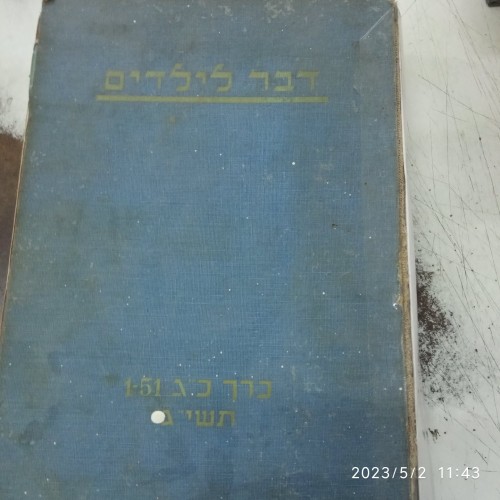 דבר לילדים
כרך כ ג 1-51
תשי״ג
2023/5/2 11:43